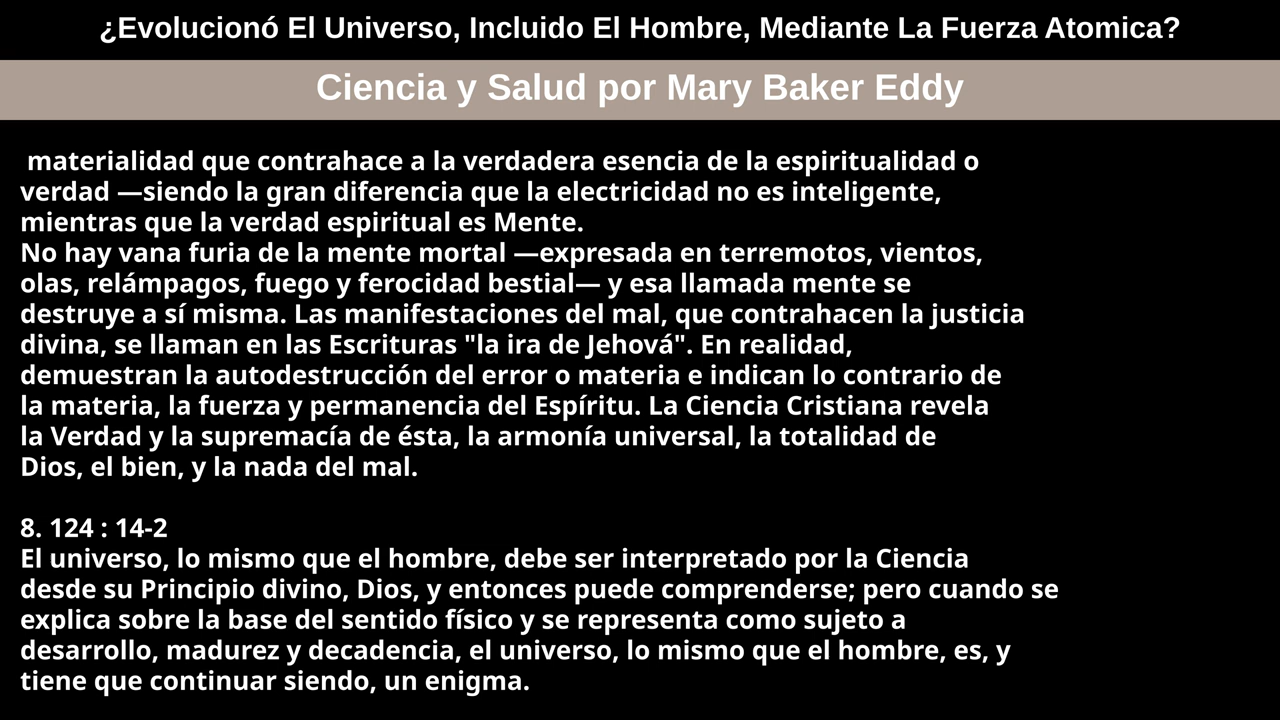 ¿Evolucionó El Universo, Incluido El Hombre, Mediante La Fuerza Atomica?
Ciencia y Salud por Mary Baker Eddy
materialidad que contrahace a la verdadera esencia de la espiritualidad o
verdad —siendo la gran diferencia que la electricidad no es inteligente,
mientras que la verdad espiritual es Mente.
No hay vana furia de la mente mortal —expresada en terremotos, vientos,
olas, relámpagos, fuego y ferocidad bestial— y esa llamada mente se
destruye a sí misma. Las manifestaciones del mal, que contrahacen la justicia
divina, se llaman en las Escrituras "la ira de Jehová". En realidad,
demuestran la autodestrucción del error o materia e indican lo contrario de
la materia, la fuerza y permanencia del Espíritu. La Ciencia Cristiana revela
la Verdad y la supremacía de ésta, la armonía universal, la totalidad de
Dios, el bien, y la nada del mal.
8. 124 : 14-2
El universo, lo mismo que el hombre, debe ser interpretado por la Ciencia
desde su Principio divino, Dios, y entonces puede comprenderse; pero cuando se
explica sobre la base del sentido físico y se representa como sujeto a
desarrollo, madurez y decadencia, el universo, lo mismo que el hombre, es, y
tiene que continuar siendo, un enigma.